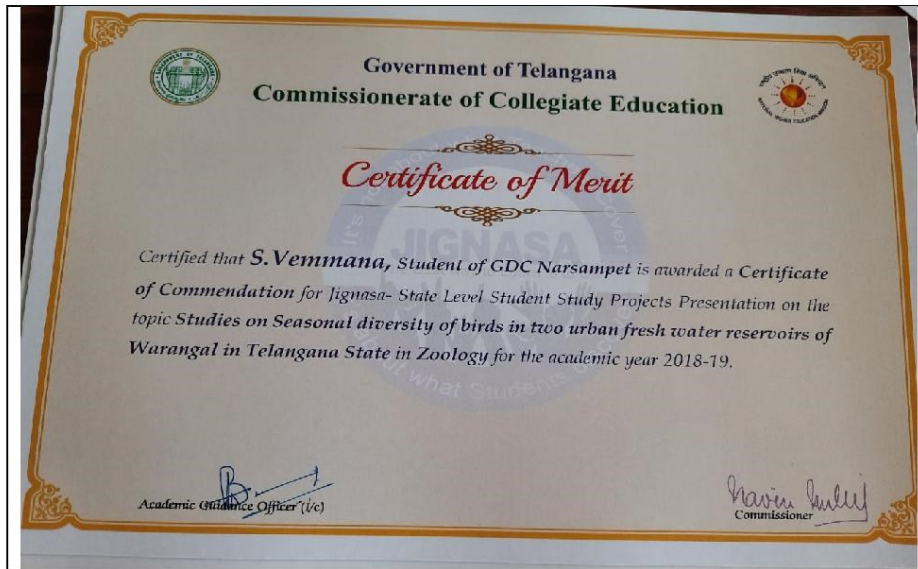 Government of Telangana
Commissionerate of Collegiate Education
Certificate of Merit
Certified that S.Vemmana, Student of GDC Narsampet is awarded a Certificate
of Commendation for Jignasa- State Level Student Study Projects Presentation on the
topic Studies on Seasonal diversity of birds in two urban fresh water reservoirs of
Warangal in Telangana State in Zoology for the academic year 2018-19.
JIGNASA
Academic Guidance Officer (i/c)
Commissioner